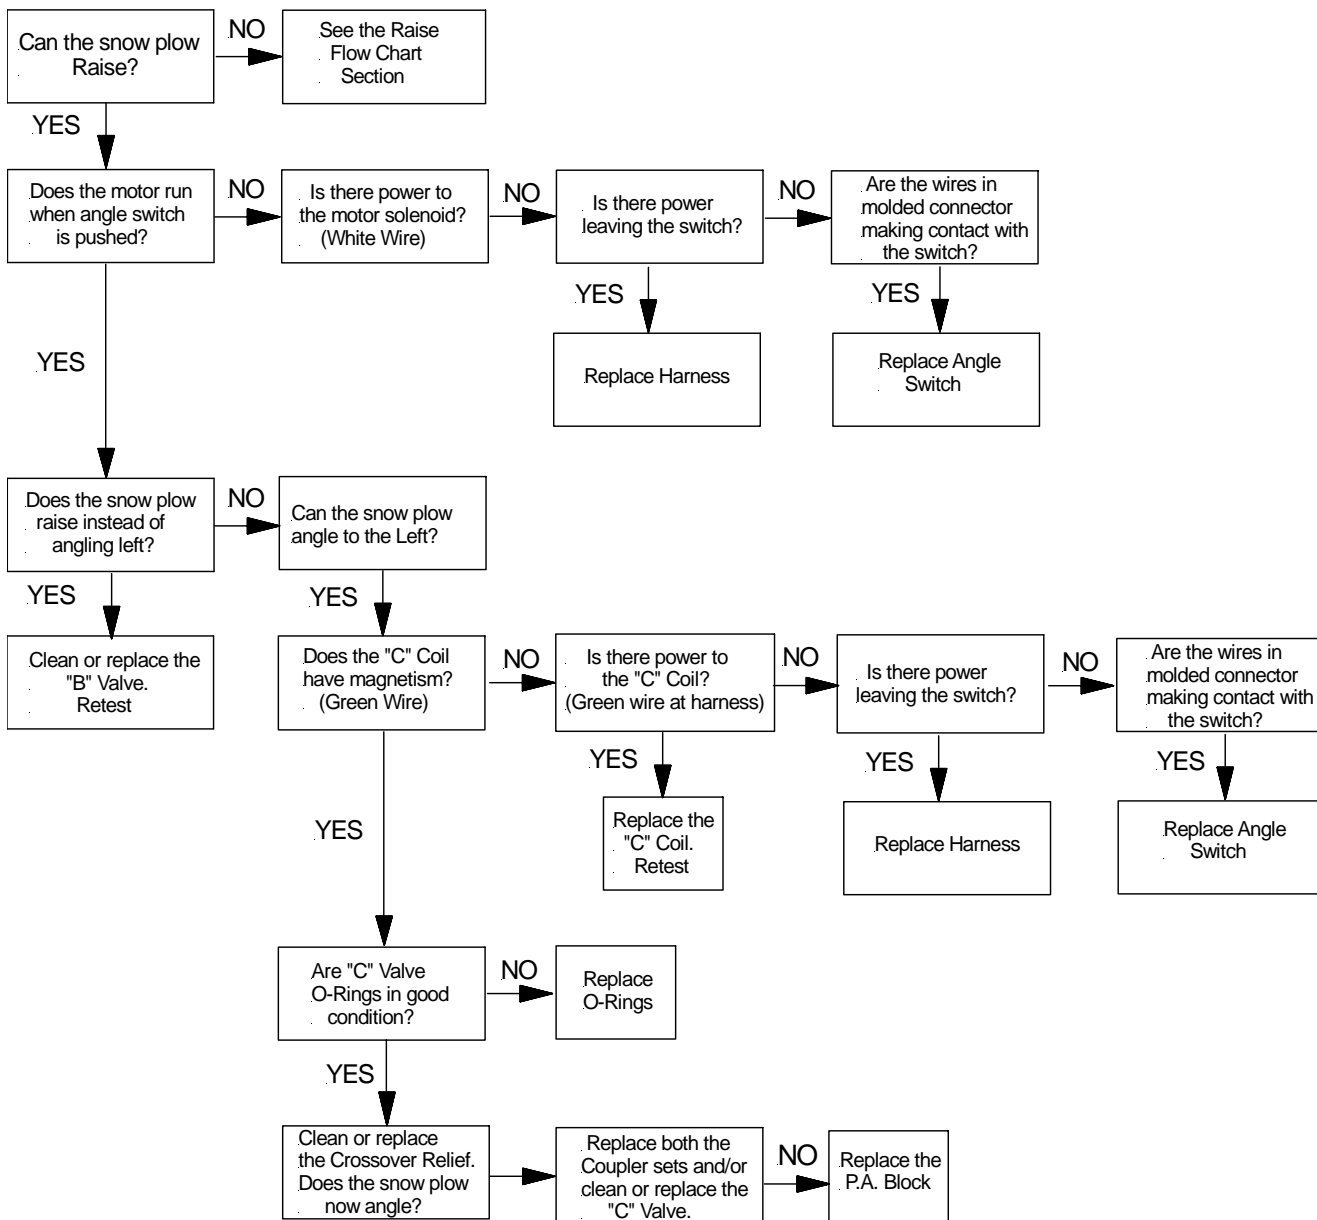 Can the snow plow
Raise?
NO
See the Raise
Flow Chart
Section
YES
Does the motor run
when angle switch
is pushed?
NO
Is there power to
the motor solenoid?
(White Wire)
NO
Is there power
leaving the switch?
NO
Are the wires in
molded connector
making contact with
the switch?
YES
YES
YES
Replace Harness
Replace Angle
Switch
Does the snow plow
raise instead of
angling left?
NO
Can the snow plow
angle to the Left?
YES
YES
Clean or replace the
"B" Valve.
Retest
Does the "C" Coil
have magnetism?
(Green Wire)
NO
Is there power to
the "C" Coil?
(Green wire at harness)
NO
Is there power
leaving the switch?
NO
Are the wires in
molded connector
making contact with
the switch?
YES
YES
YES
YES
Replace the
"C" Coil.
Retest
Replace Harness
Replace Angle
Switch
Are "C" Valve
O-Rings in good
condition?
NO
Replace
O-Rings
YES
Clean or replace
the Crossover Relief.
Does the snow plow
now angle?
Replace both the
Coupler sets and/or
clean or replace the
"C" Valve.
NO
Replace the
P.A. Block